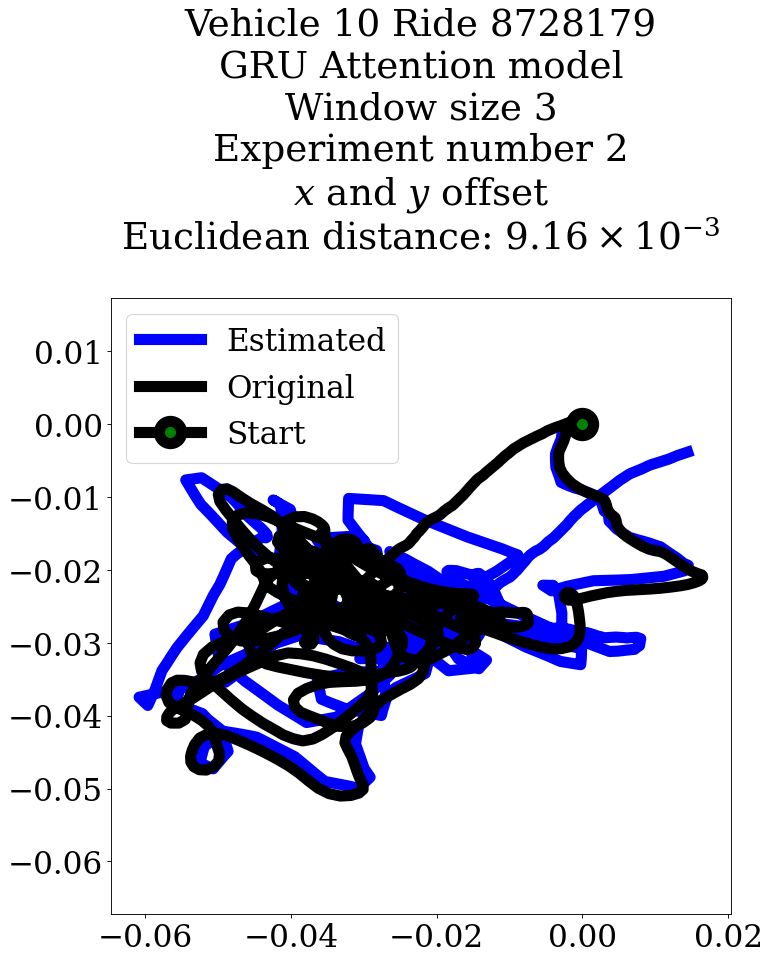 Vehicle 10 Ride 8728179
GRU Attention model
Window size 3
Experiment number 2
x and y offset
Euclidean distance: 9.16 × 10⁻³
Estimated
Original
Start
0.01
0.00
−0.01
−0.02
−0.03
−0.04
−0.05
−0.06
−0.06 −0.04 −0.02 0.00 0.02